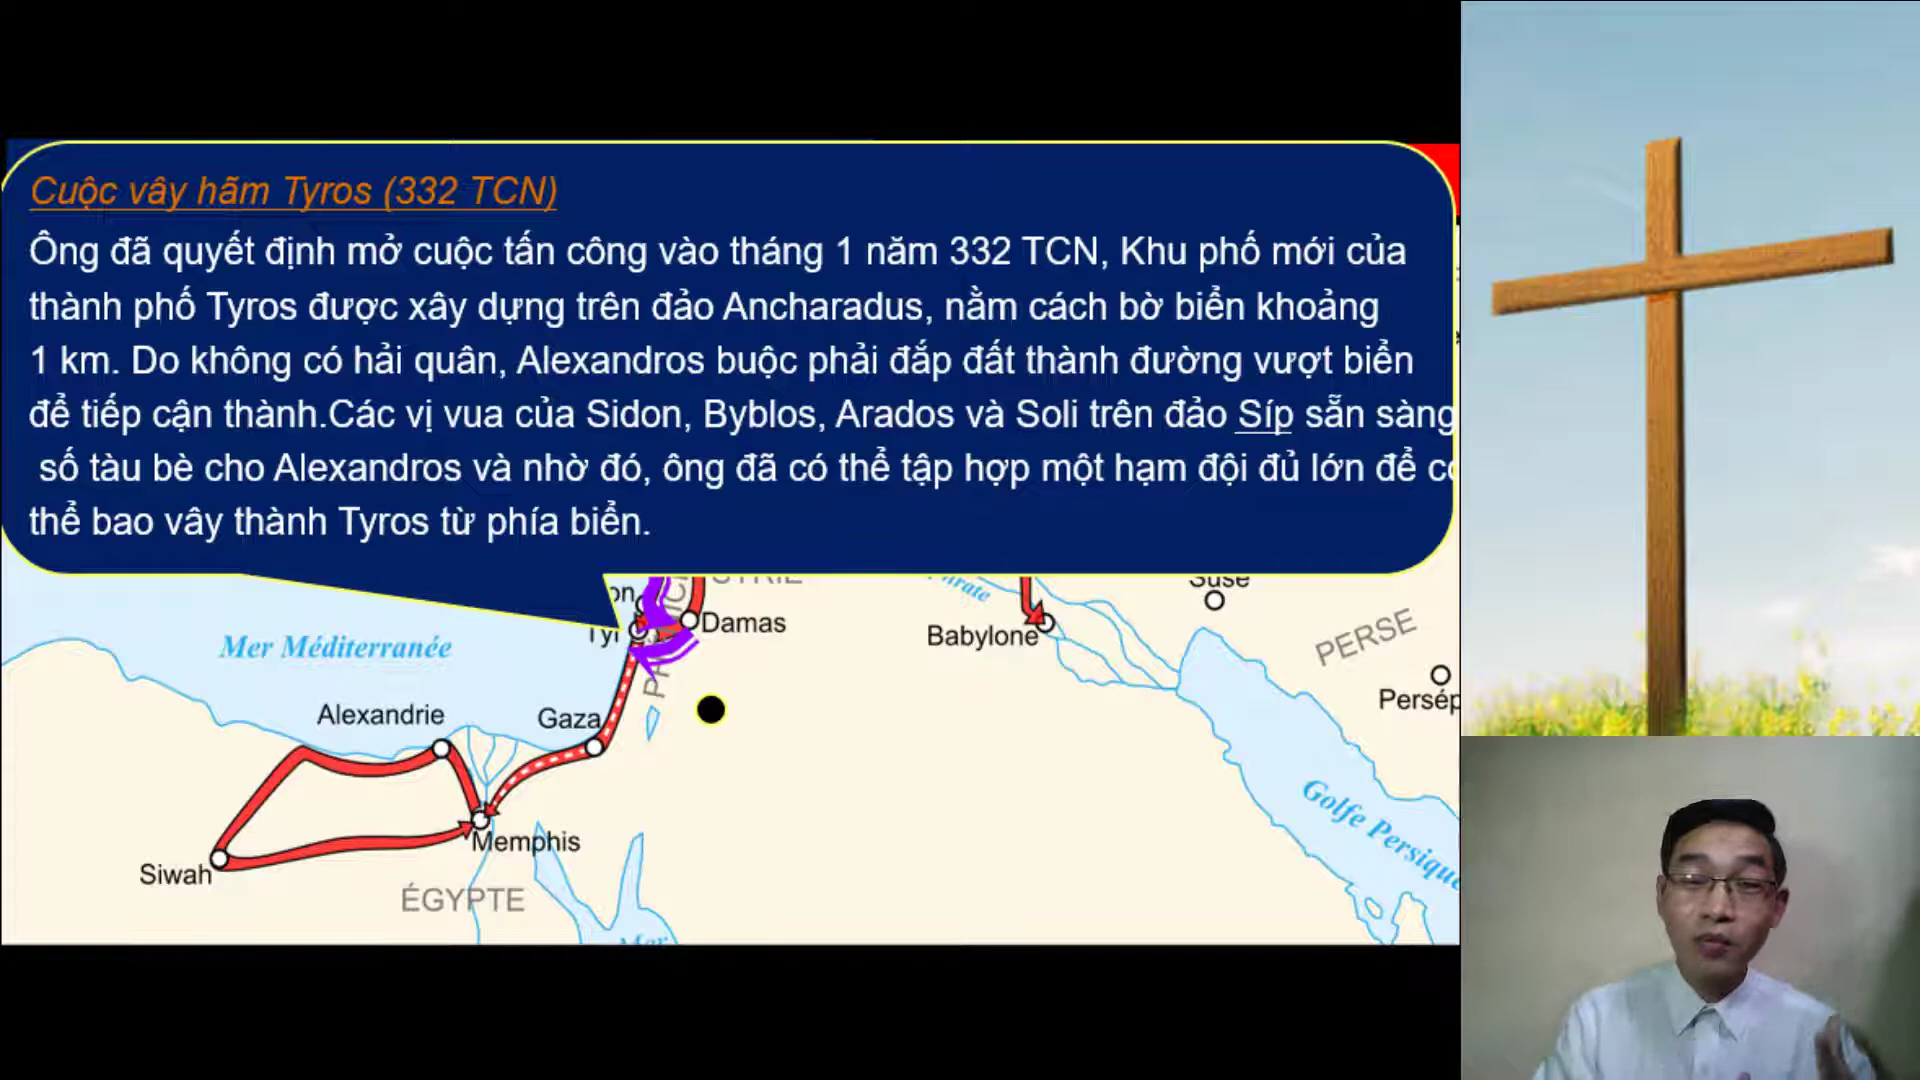 Cuộc vây hãm Tyros (332 TCN)
Ông đã quyết định mở cuộc tấn công vào tháng 1 năm 332 TCN, Khu phố mới của
thành phố Tyros được xây dựng trên đảo Ancharadus, nằm cách bờ biển khoảng
1 km. Do không có hải quân, Alexandros buộc phải đắp đất thành đường vượt biển
để tiếp cận thành.Các vị vua của Sidon, Byblos, Arados và Soli trên đảo Síp sẵn sàng
số tàu bè cho Alexandros và nhờ đó, ông đã có thể tập hợp một hạm đội đủ lớn để
thể bao vây thành Tyros từ phía biển.
Suse
Damas
Babylone
Mer Méditerranée
PERSE
Persép
Alexandrie
Gaza
Golfe Persique
Memphis
Siwah
ÉGYPTE
Mer